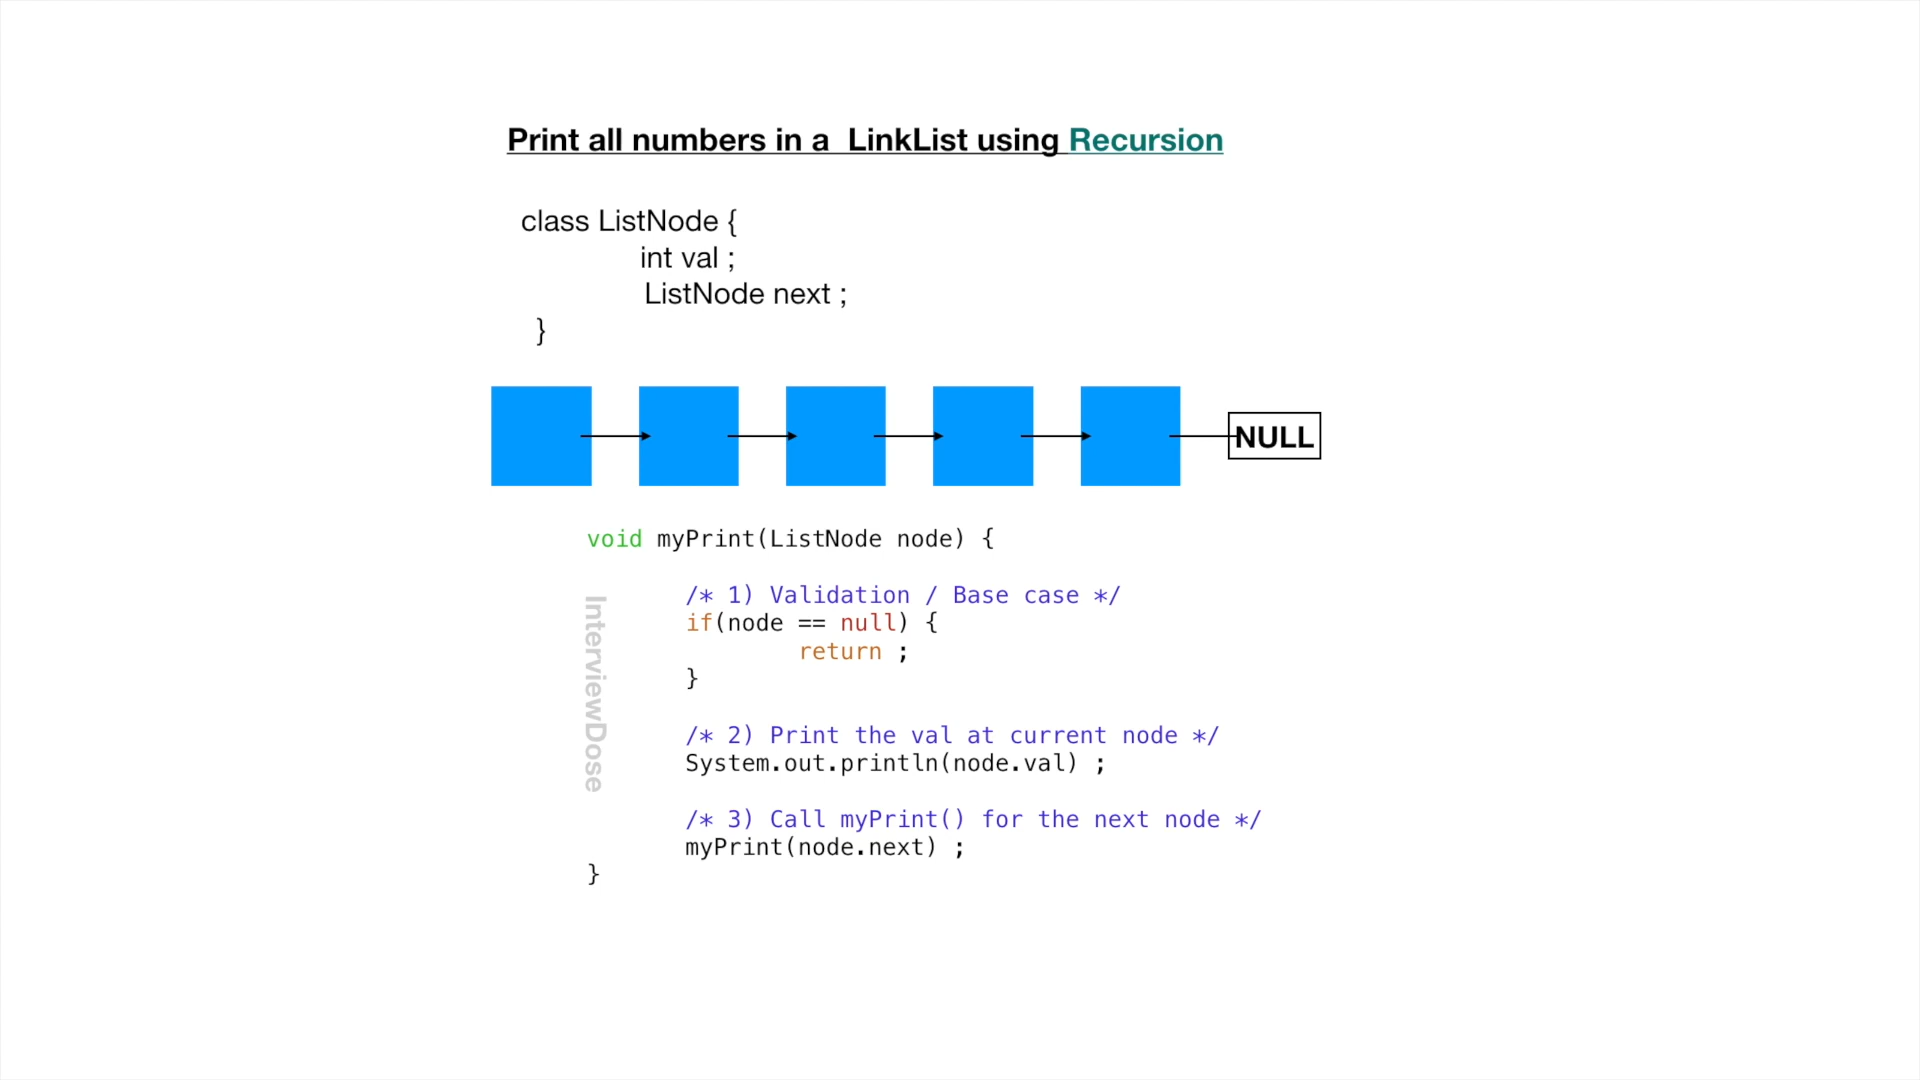 Print all numbers in a  LinkList using Recursion
class ListNode {
int val ;
ListNode next ;
}
NULL
void myPrint(ListNode node) {
/* 1) Validation / Base case */
if(node == null) {
return ;
}
/* 2) Print the val at current node */
System.out.println(node.val) ;
/* 3) Call myPrint() for the next node */
myPrint(node.next) ;
}
InterviewDose